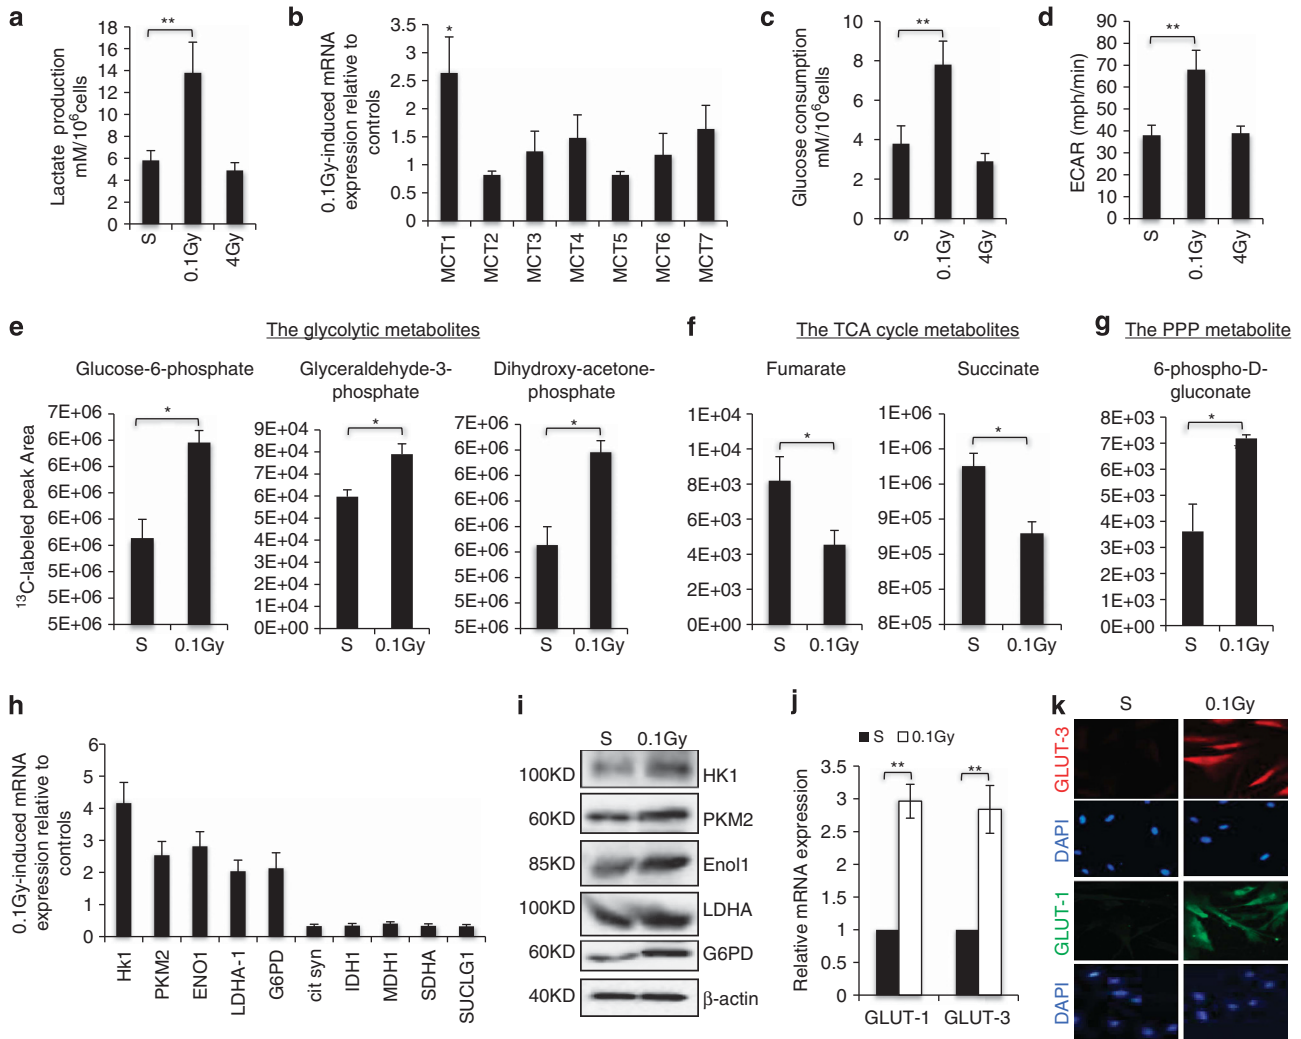 a
Lactate production
mM/10⁶cells
18
16
14
12
10
8
6
4
2
0
**
S
0.1Gy
4Gy
b
0.1Gy-induced mRNA
expression relative to
controls
3.5
3
2.5
2
1.5
1
0.5
0
*
MCT1
MCT2
MCT3
MCT4
MCT5
MCT6
MCT7
c
Glucose consumption
mM/10⁶cells
10
8
6
4
2
0
**
S
0.1Gy
4Gy
d
ECAR (mph/min)
90
80
70
60
50
40
30
20
10
0
**
S
0.1Gy
4Gy
e
The glycolytic metabolites
¹³C-labeled peak Area
Glucose-6-phosphate
7E+06
6E+06
6E+06
6E+06
6E+06
6E+06
5E+06
5E+06
5E+06
*
S 0.1Gy
Glyceraldehyde-3-
phosphate
9E+04
8E+04
7E+04
6E+04
5E+04
4E+04
3E+04
2E+04
1E+04
0E+00
*
S 0.1Gy
Dihydroxy-acetone-
phosphate
7E+06
6E+06
6E+06
6E+06
6E+06
6E+06
5E+06
5E+06
5E+06
*
S 0.1Gy
f
The TCA cycle metabolites
Fumarate
1E+04
1E+04
8E+03
6E+03
4E+03
2E+03
0E+00
*
S 0.1Gy
Succinate
1E+06
1E+06
1E+06
9E+05
9E+05
8E+05
8E+05
*
S 0.1Gy
g
The PPP metabolite
6-phospho-D-
gluconate
8E+03
7E+03
6E+03
5E+03
4E+03
3E+03
2E+03
1E+03
0E+00
*
S 0.1Gy
h
0.1Gy-induced mRNA
expression relative to
controls
6
5
4
3
2
1
0
Hk1
PKM2
ENO1
LDHA-1
G6PD
cit syn
IDH1
MDH1
SDHA
SUCLG1
i
S 0.1Gy
100KD HK1
60KD PKM2
85KD Enol1
100KD LDHA
60KD G6PD
40KD β-actin
j
S 0.1Gy
Relative mRNA expression
3.5
3
2.5
2
1.5
1
0.5
0
**
**
GLUT-1 GLUT-3
k
S 0.1Gy
GLUT-3
DAPI
GLUT-1
DAPI